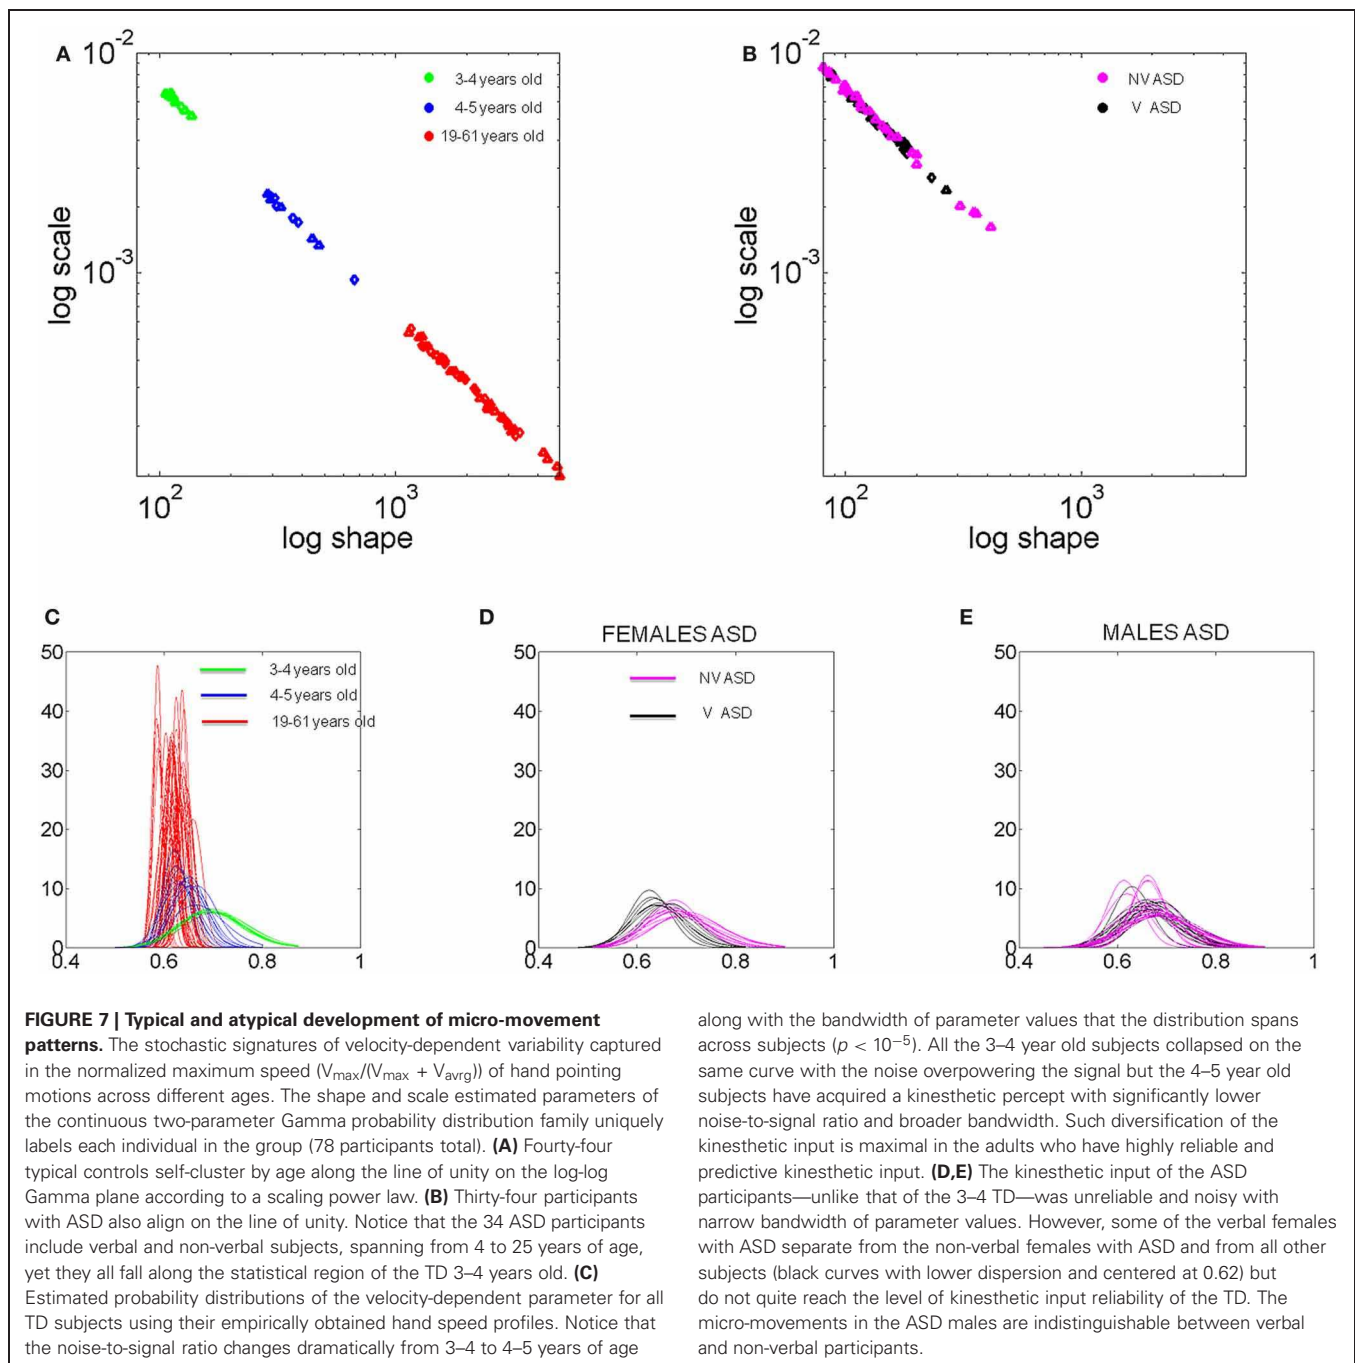 A
10⁻²
3-4 years old
4-5 years old
19-61 years old
log scale
10⁻³
10²
10³
log shape
B
10⁻²
NV ASD
V ASD
log scale
10⁻³
10²
10³
log shape
C
50
40
30
20
10
0
3-4 years old
4-5 years old
19-61 years old
0.4
0.6
0.8
1
D
FEMALES ASD
50
40
30
20
10
0
NV ASD
V ASD
0.4
0.6
0.8
1
E
MALES ASD
50
40
30
20
10
0
0.4
0.6
0.8
1
FIGURE 7 | Typical and atypical development of micro-movement
patterns. The stochastic signatures of velocity-dependent variability captured
in the normalized maximum speed (Vmax/(Vmax + Vavrg)) of hand pointing
motions across different ages. The shape and scale estimated parameters of
the continuous two-parameter Gamma probability distribution family uniquely
labels each individual in the group (78 participants total). (A) Fourty-four
typical controls self-cluster by age along the line of unity on the log-log
Gamma plane according to a scaling power law. (B) Thirty-four participants
with ASD also align on the line of unity. Notice that the 34 ASD participants
include verbal and non-verbal subjects, spanning from 4 to 25 years of age,
yet they all fall along the statistical region of the TD 3–4 years old. (C)
Estimated probability distributions of the velocity-dependent parameter for all
TD subjects using their empirically obtained hand speed profiles. Notice that
the noise-to-signal ratio changes dramatically from 3–4 to 4–5 years of age
along with the bandwidth of parameter values that the distribution spans
across subjects (p < 10⁻⁵). All the 3–4 year old subjects collapsed on the
same curve with the noise overpowering the signal but the 4–5 year old
subjects have acquired a kinesthetic percept with significantly lower
noise-to-signal ratio and broader bandwidth. Such diversification of the
kinesthetic input is maximal in the adults who have highly reliable and
predictive kinesthetic input. (D,E) The kinesthetic input of the ASD
participants—unlike that of the 3–4 TD—was unreliable and noisy with
narrow bandwidth of parameter values. However, some of the verbal females
with ASD separate from the non-verbal females with ASD and from all other
subjects (black curves with lower dispersion and centered at 0.62) but
do not quite reach the level of kinesthetic input reliability of the TD. The
micro-movements in the ASD males are indistinguishable between verbal
and non-verbal participants.